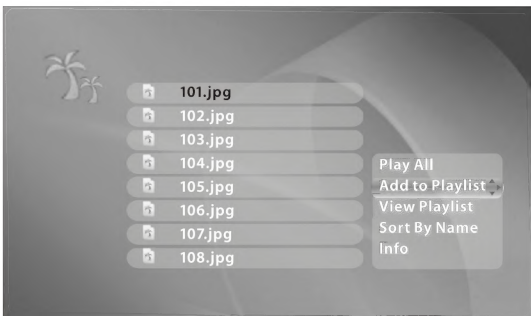 101.jpg
102.jpg
103.jpg
104.jpg
105.jpg
106.jpg
107.jpg
108.jpg
Play All
Add to Playlist
View Playlist
Sort By Name
Info